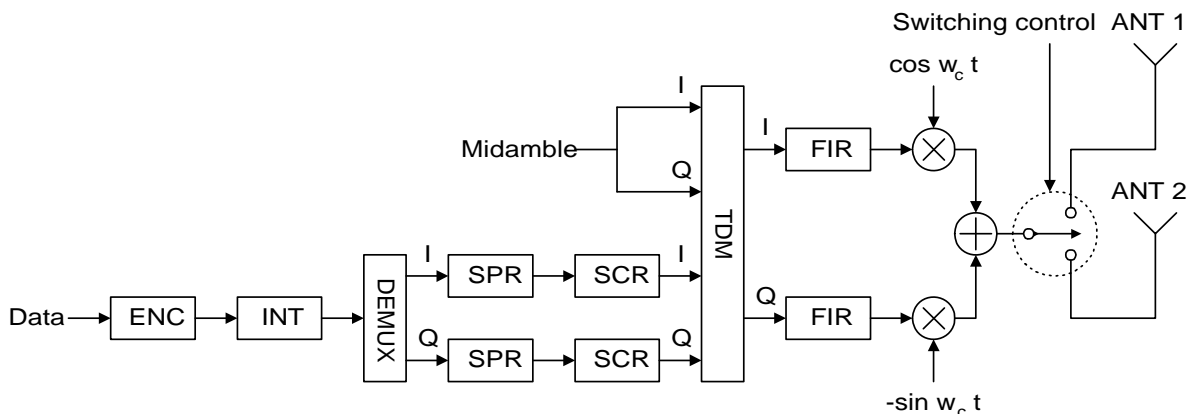 Switching control ANT 1
cos w_c t
I
I
Midamble
FIR
Q
ANT 2
TDM
I
I
SPR
SCR
DEMUX
Q
Data
ENC
INT
FIR
Q
Q
SPR
SCR
-sin w_c t